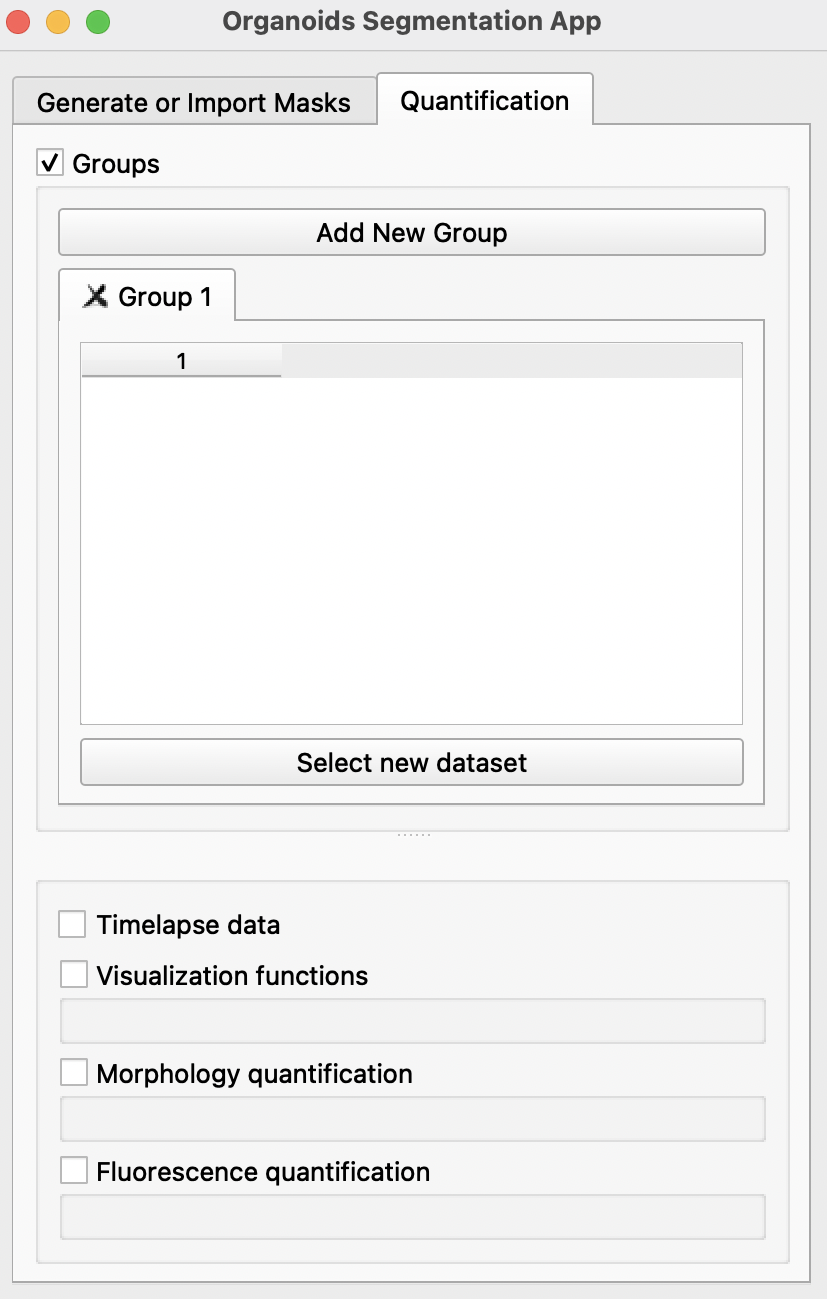 Organoids Segmentation App
Generate or Import Masks
Quantification
Groups
Add New Group
Group 1
1
Select new dataset
Timelapse data
Visualization functions
Morphology quantification
Fluorescence quantification